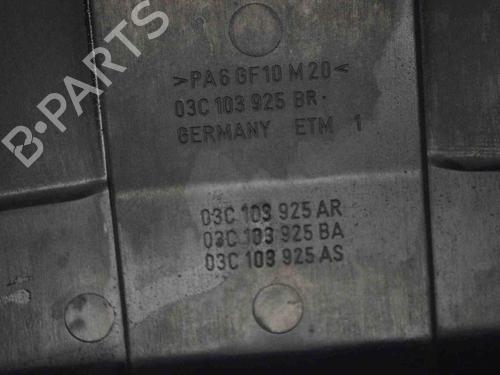 B-PARTS
>PA6 GF10 M20<
03C 103 925 BR.
GERMANY ETM 1
03C 103 925 AR
03C 103 925 BA
03C 103 925 AS